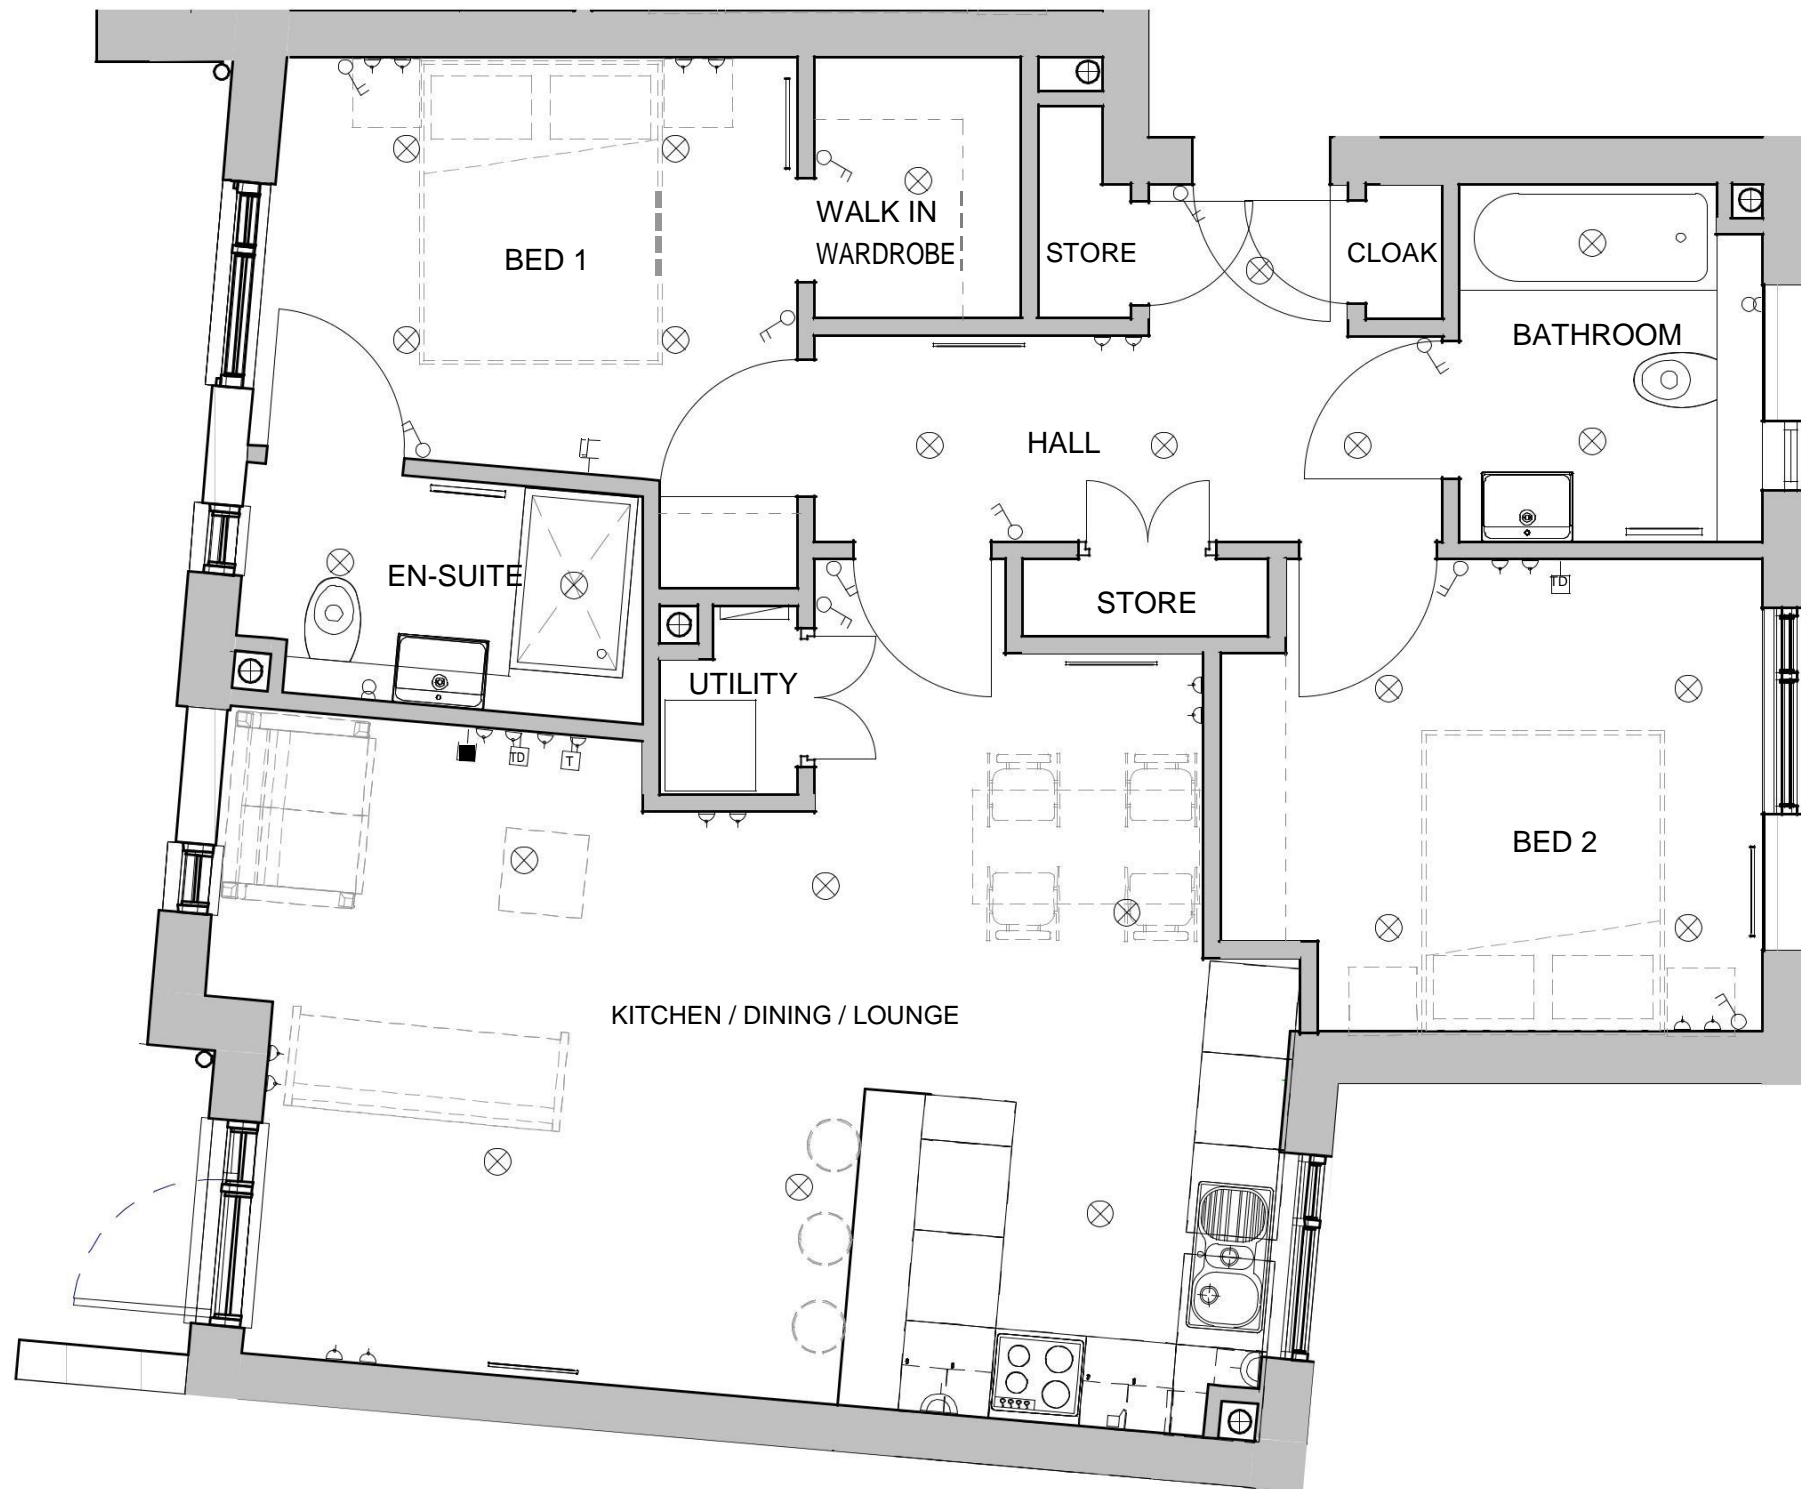 WALK IN
WARDROBE
BED 1
STORE
CLOAK
BATHROOM
HALL
EN-SUITE
TD
STORE
UTILITY
TD
T
BED 2
KITCHEN / DINING / LOUNGE